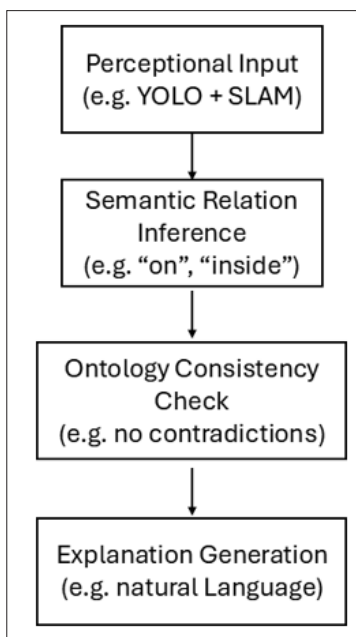 Perceptional Input
(e.g. YOLO + SLAM)
Semantic Relation
Inference
(e.g. “on”, “inside”)
Ontology Consistency
Check
(e.g. no contradictions)
Explanation Generation
(e.g. natural Language)